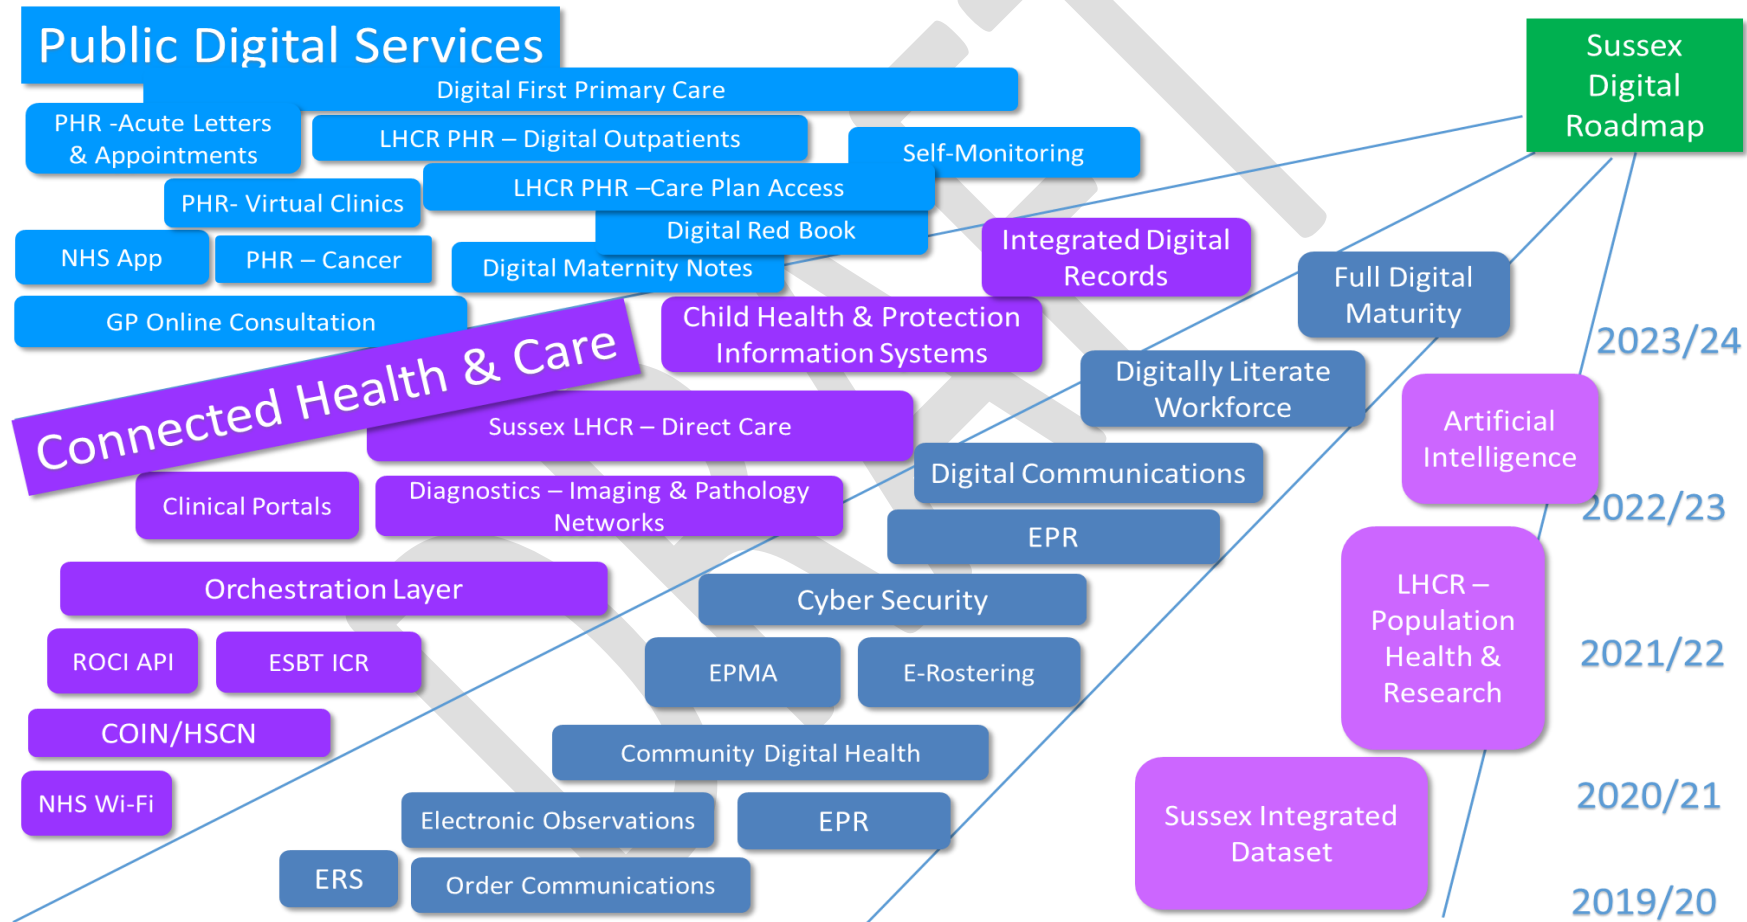 Public Digital Services
Digital First Primary Care
PHR -Acute Letters
& Appointments
LHCR PHR – Digital Outpatients
Self-Monitoring
LHCR PHR –Care Plan Access
PHR- Virtual Clinics
Digital Red Book
NHS App
PHR – Cancer
Digital Maternity Notes
GP Online Consultation
Sussex
Digital
Roadmap
Connected Health & Care
Integrated Digital
Records
Child Health & Protection
Information Systems
Sussex LHCR – Direct Care
Clinical Portals
Diagnostics – Imaging & Pathology
Networks
Orchestration Layer
ROCI API
ESBT ICR
COIN/HSCN
NHS Wi-Fi
Full Digital
Maturity
Digitally Literate
Workforce
Digital Communications
EPR
Cyber Security
EPMA
E-Rostering
Community Digital Health
Electronic Observations
EPR
ERS
Order Communications
Artificial
Intelligence
LHCR –
Population
Health &
Research
Sussex Integrated
Dataset
2023/24
2022/23
2021/22
2020/21
2019/20
DRAFT